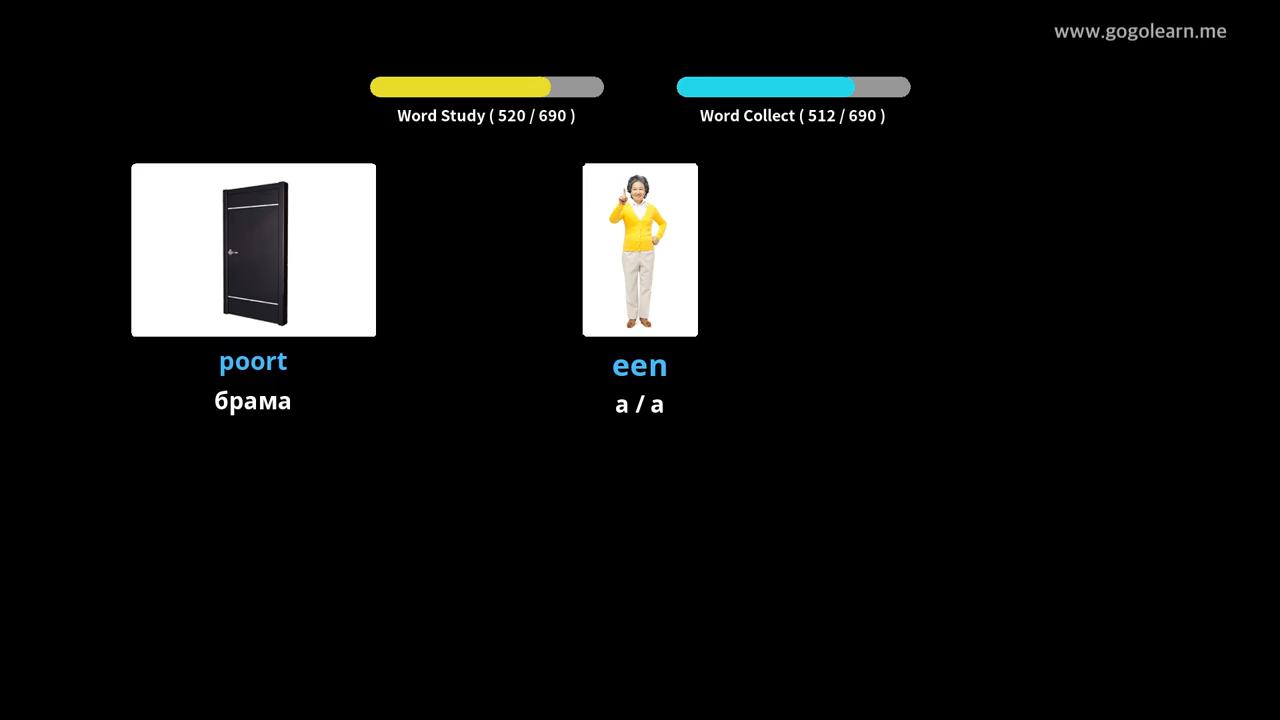 www.gogolearn.me
Word Study ( 520 / 690 )
Word Collect ( 512 / 690 )
poort
брама
een
a / a